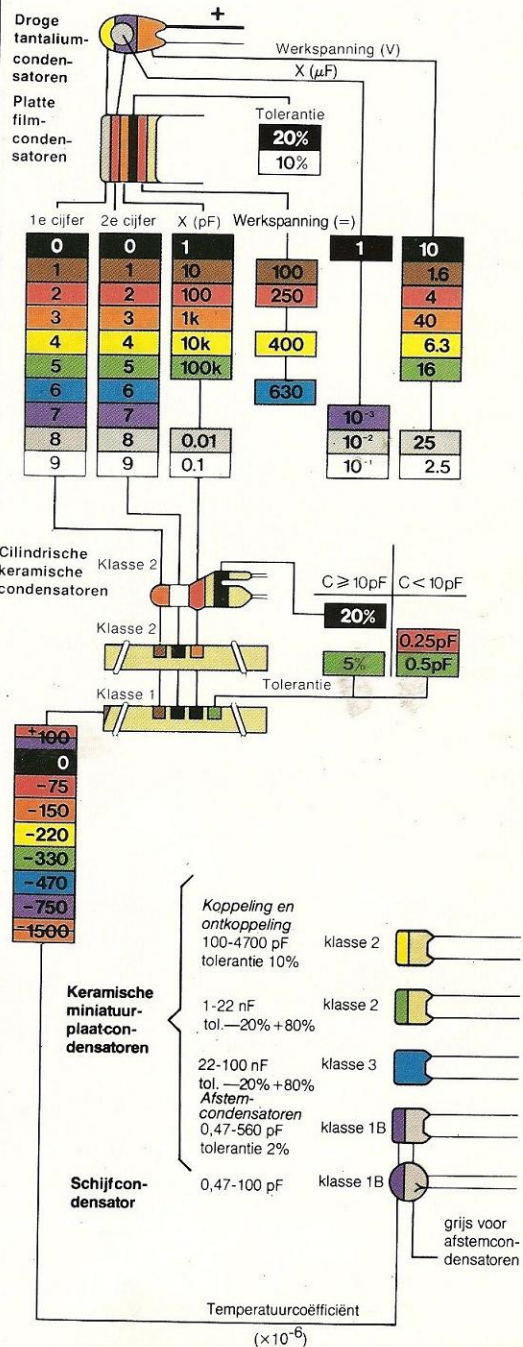 Droge
tantalium-
conden-
satoren
+
Werkspanning (V)
X (µF)
Platte
film-
conden-
satoren
Tolerantie
20%
10%
1e cijfer 2e cijfer X (pF) Werkspanning (=)
0 0 1 1 10
1 1 10 100 1.6
2 2 100 250 4
3 3 1k 40
4 4 10k 400 6.3
5 5 100k 16
6 6 630
7 7 10⁻³
8 8 0.01 10⁻² 25
9 9 0.1 10⁻¹ 2.5
Cilindrische
keramische
condensatoren
Klasse 2
C ≥ 10pF C < 10pF
20%
0.25pF
5% 0.5pF
Klasse 2
Tolerantie
Klasse 1
+100
0
-75
-150
-220
-330
-470
-750
-1500
Keramische
miniatuur-
plaatcon-
densatoren
Koppeling en
ontkoppeling
100-4700 pF klasse 2
tolerantie 10%
1-22 nF klasse 2
tol.—20% +80%
22-100 nF klasse 3
tol. —20% +80%
Afstem-
condensatoren
0,47-560 pF klasse 1B
tolerantie 2%
Schijfcon-
densator
0,47-100 pF klasse 1B
grijs voor
afstemcon-
densatoren
Temperatuurcoëfficiënt
(×10⁻⁶)